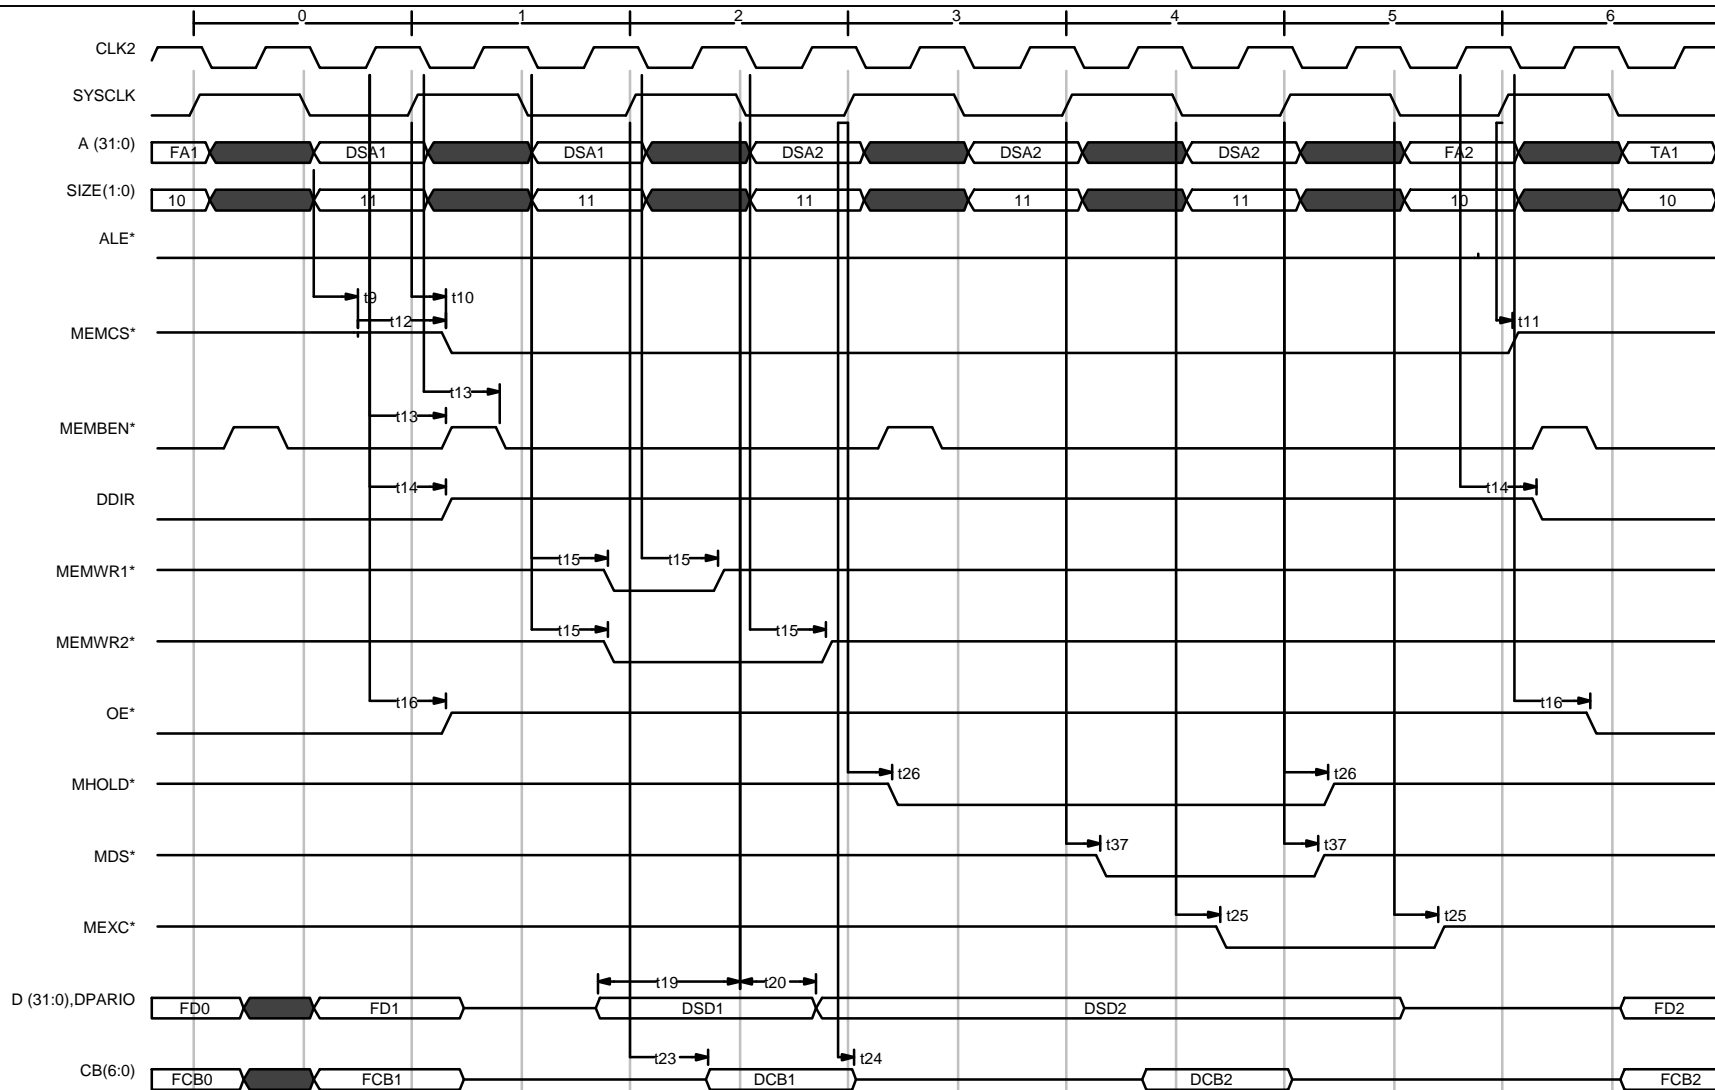 0 1 2 3 4 5 6
CLK2
SYSCLK
A (31:0) FA1 DSA1 DSA1 DSA2 DSA2 DSA2 FA2 TA1
SIZE(1:0) 10 11 11 11 11 11 10 10
ALE*
t9 t10
t12 t11
MEMCS*
t13
t13
MEMBEN*
t14 t14
DDIR
t15 t15
MEMWR1*
t15 t15
MEMWR2*
t16 t16
OE*
t26 t26
MHOLD*
t37 t37
MDS*
t25 t25
MEXC*
t19 t20
D (31:0),DPARIO FD0 FD1 DSD1 DSD2 FD2
t23 t24
CB(6:0) FCB0 FCB1 DCB1 DCB2 FCB2